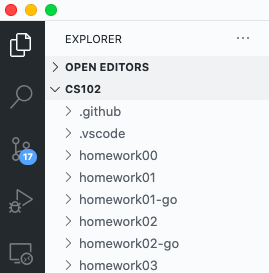 EXPLORER ...
OPEN EDITORS
CS102
.github
.vscode
homework00
17
homework01
homework01-go
homework02
homework02-go
homework03